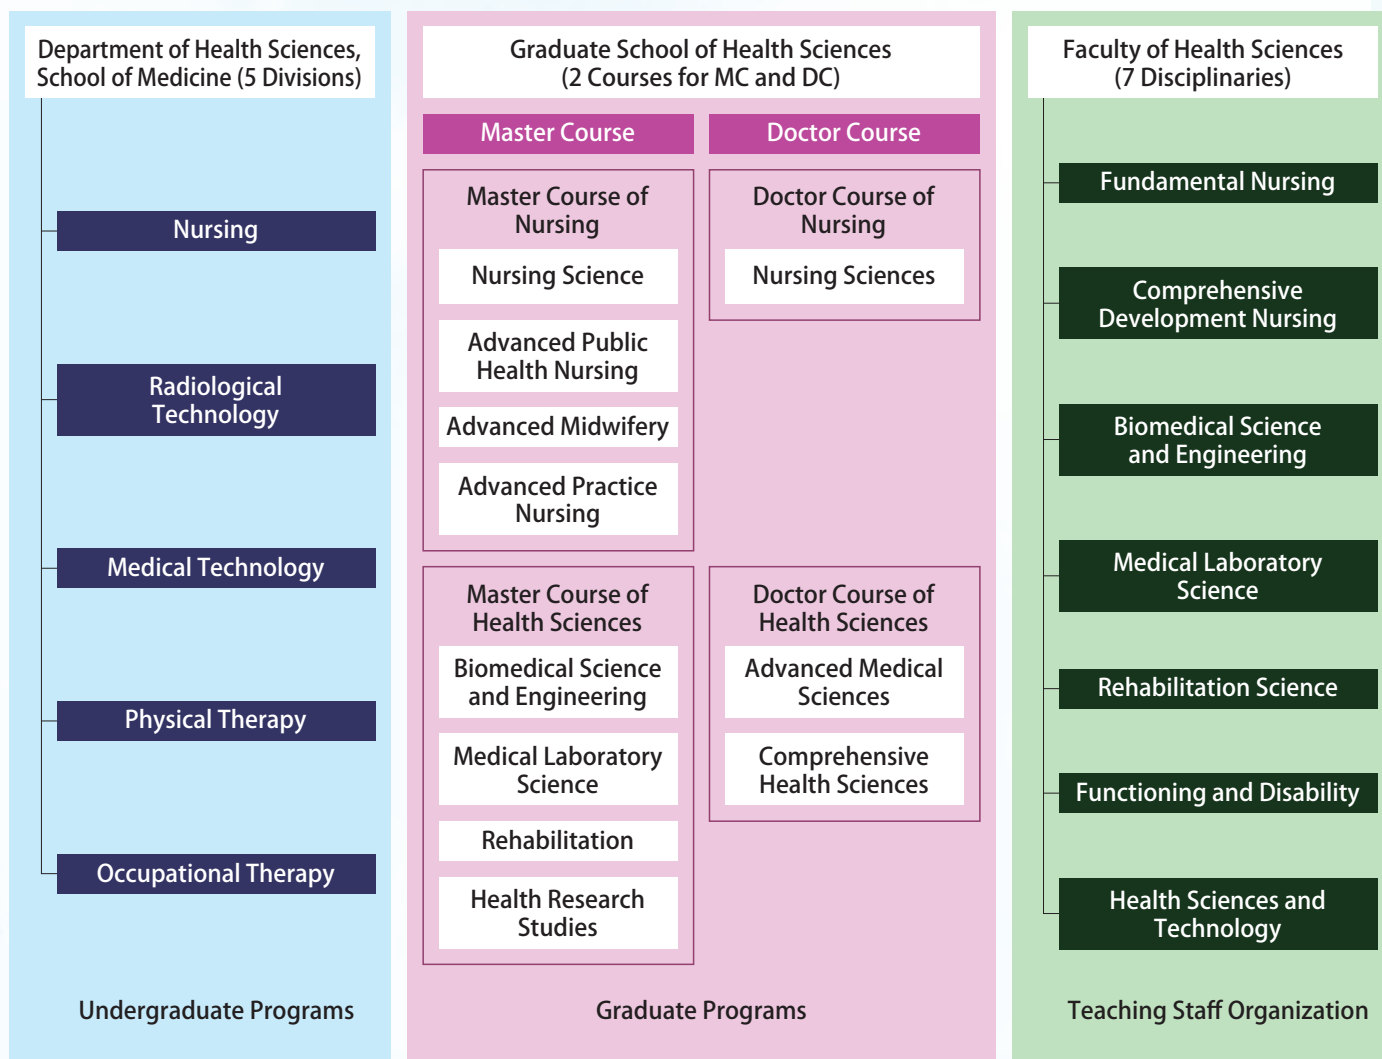 Department of Health Sciences,
School of Medicine (5 Divisions)
Nursing
Radiological
Technology
Medical Technology
Physical Therapy
Occupational Therapy
Undergraduate Programs
Graduate School of Health Sciences
(2 Courses for MC and DC)
Master Course
Master Course of
Nursing
Nursing Science
Advanced Public
Health Nursing
Advanced Midwifery
Advanced Practice
Nursing
Master Course of
Health Sciences
Biomedical Science
and Engineering
Medical Laboratory
Science
Rehabilitation
Health Research
Studies
Doctor Course
Doctor Course of
Nursing
Nursing Sciences
Doctor Course of
Health Sciences
Advanced Medical
Sciences
Comprehensive
Health Sciences
Graduate Programs
Faculty of Health Sciences
(7 Disciplinaries)
Fundamental Nursing
Comprehensive
Development Nursing
Biomedical Science
and Engineering
Medical Laboratory
Science
Rehabilitation Science
Functioning and Disability
Health Sciences and
Technology
Teaching Staff Organization